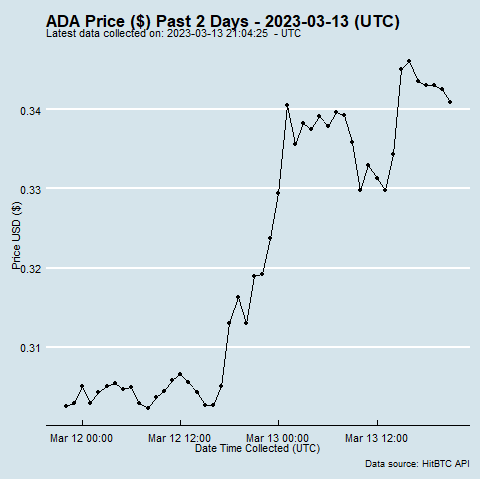 ADA Price ($) Past 2 Days - 2023-03-13 (UTC)
Latest data collected on: 2023-03-13 21:04:25 - UTC
Price USD ($)
0.34
0.33
0.32
0.31
Mar 12 00:00 Mar 12 12:00 Mar 13 00:00 Mar 13 12:00
Date Time Collected (UTC)
Data source: HitBTC API